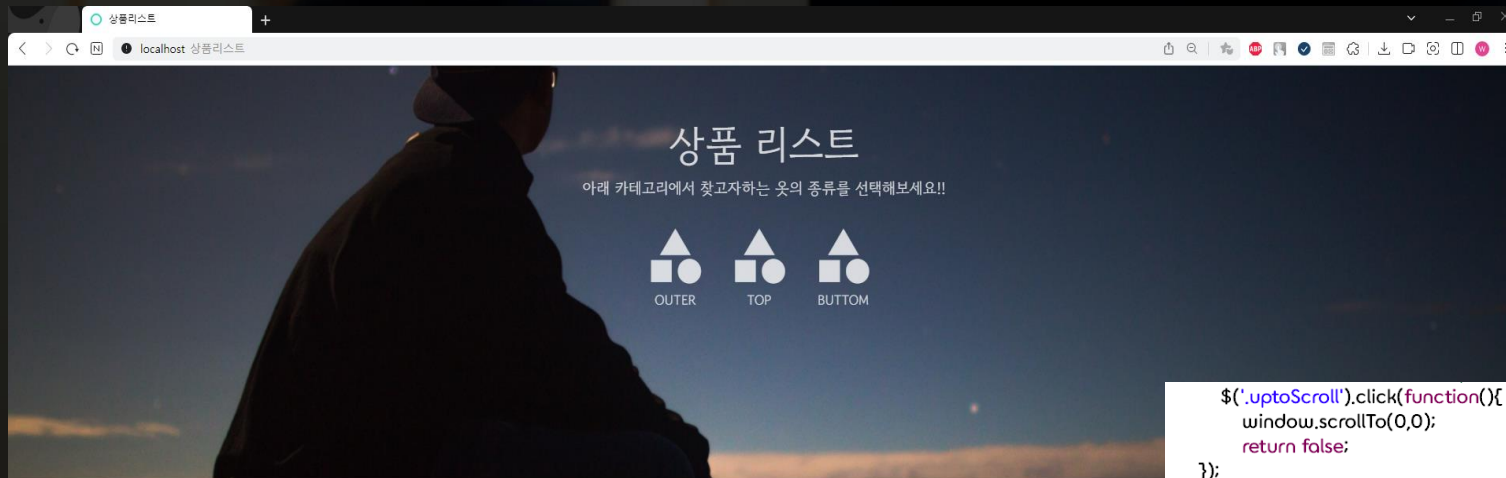 상품리스트
localhost 상품리스트
상품 리스트
아래 카테고리에서 찾고자하는 옷의 종류를 선택해보세요!!
OUTER TOP BUTTOM
$('.uptoScroll').click(function(){
window.scrollTo(0,0);
return false;
});